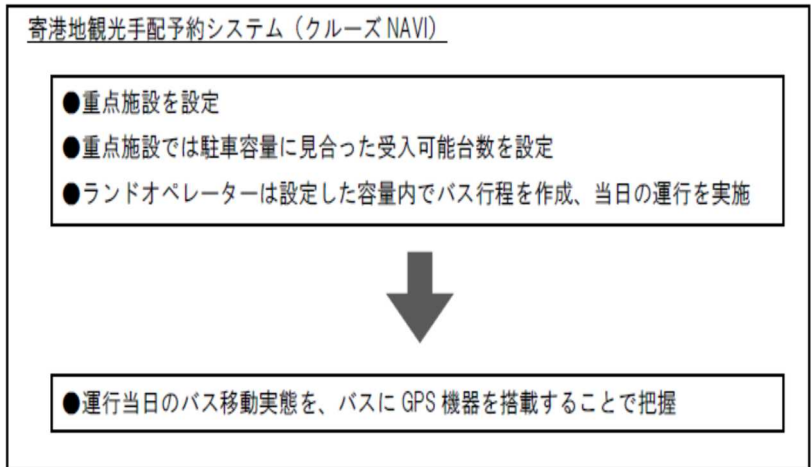 寄港地観光手配予約システム（クルーズNAVI）
●重点施設を設定
●重点施設では駐車容量に見合った受入可能台数を設定
●ランドオペレーターは設定した容量内でバス行程を作成、当日の運行を実施
●運行当日のバス移動実態を、バスに GPS 機器を搭載することで把握